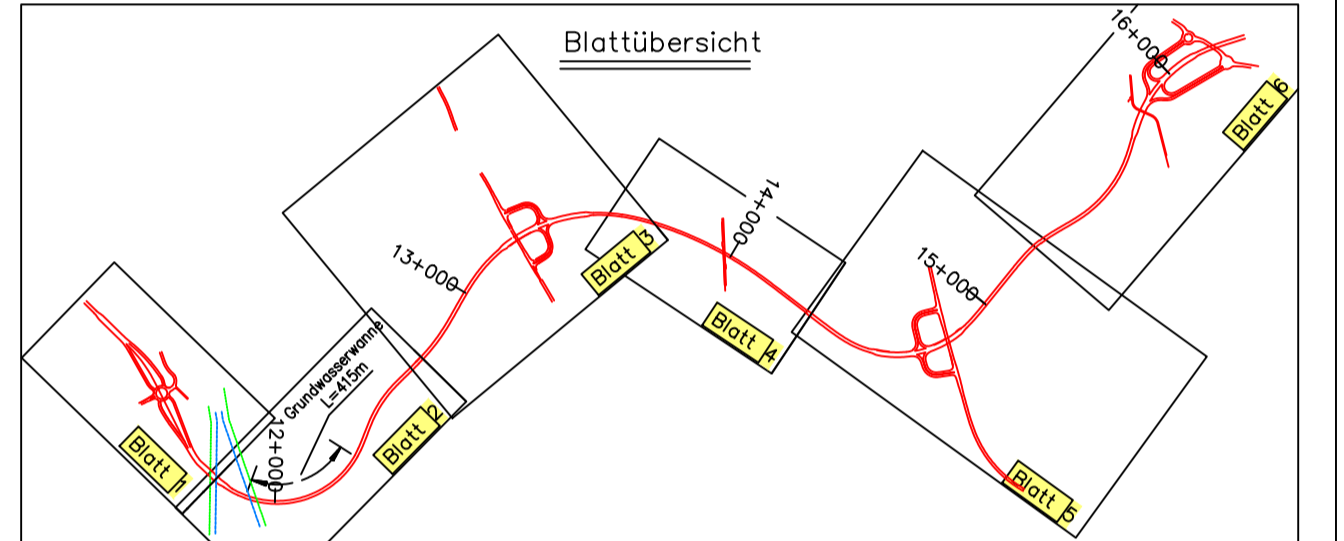 Blattübersicht
16+000
Blatt 6
14+000
13+000
Blatt 3
15+000
Blatt 4
Grundwasserwanne
L=415m
Blatt 2
12+000
Blatt 1
Blatt 5